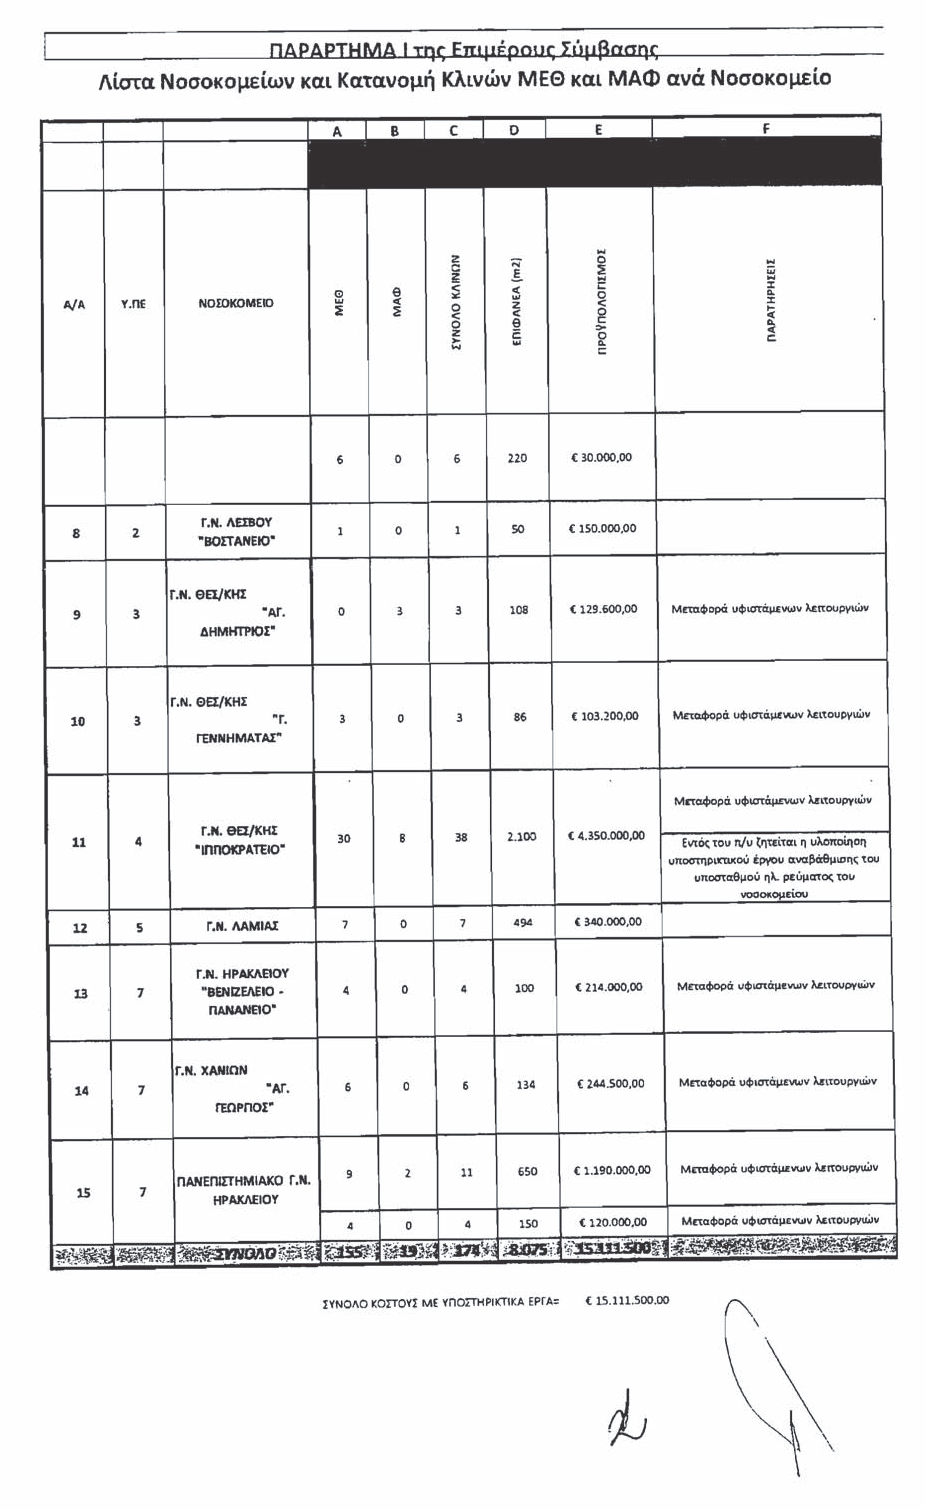 ΠΑΡΑΡΤΗΜΑ Ι της Επιμέρους Σύμβασης
Λίστα Νοσοκομείων και Κατανομή Κλινών ΜΕΘ και ΜΑΦ ανά Νοσοκομείο
A B C D E F
Α/Α Υ.ΠΕ ΝΟΣΟΚΟΜΕΙΟ ΜΕΘ ΜΑΦ ΣΥΝΟΛΟ ΚΛΙΝΩΝ ΕΠΙΦΑΝΕΑ (m2) ΠΡΟΫΠΟΛΟΓΙΣΜΟΣ ΠΑΡΑΤΗΡΗΣΕΙΣ
6 0 6 220 € 30.000,00
8 2 Γ.Ν. ΛΕΣΒΟΥ
"ΒΟΣΤΑΝΕΙΟ" 1 0 1 50 € 150.000,00
9 3 Γ.Ν. ΘΕΣ/ΚΗΣ
"ΑΓ.
ΔΗΜΗΤΡΙΟΣ" 0 3 3 108 € 129.600,00 Μεταφορά υφιστάμενων λειτουργιών
10 3 Γ.Ν. ΘΕΣ/ΚΗΣ
"Γ.
ΓΕΝΝΗΜΑΤΑΣ" 3 0 3 86 € 103.200,00 Μεταφορά υφιστάμενων λειτουργιών
11 4 Γ.Ν. ΘΕΣ/ΚΗΣ
"ΙΠΠΟΚΡΑΤΕΙΟ" 30 8 38 2.100 € 4.350.000,00 Μεταφορά υφιστάμενων λειτουργιών
Εντός του π/υ ζητείται η υλοποίηση
υποστηρικτικού έργου αναβάθμισης του
υποσταθμού ηλ. ρεύματος του
νοσοκομείου
12 5 Γ.Ν. ΛΑΜΙΑΣ 7 0 7 494 € 340.000,00
13 7 Γ.Ν. ΗΡΑΚΛΕΙΟΥ
"ΒΕΝΙΖΕΛΕΙΟ -
ΠΑΝΑΝΕΙΟ" 4 0 4 100 € 214.000,00 Μεταφορά υφιστάμενων λειτουργιών
14 7 Γ.Ν. ΧΑΝΙΩΝ
"ΑΓ.
ΓΕΩΡΓΙΟΣ" 6 0 6 134 € 244.500,00 Μεταφορά υφιστάμενων λειτουργιών
15 7 ΠΑΝΕΠΙΣΤΗΜΙΑΚΟ Γ.Ν.
ΗΡΑΚΛΕΙΟΥ 9 2 11 650 € 1.190.000,00 Μεταφορά υφιστάμενων λειτουργιών
4 0 4 150 € 120.000,00 Μεταφορά υφιστάμενων λειτουργιών
ΣΥΝΟΛΟ 155 19 174 8.075 15.111.500
ΣΥΝΟΛΟ ΚΟΣΤΟΥΣ ΜΕ ΥΠΟΣΤΗΡΙΚΤΙΚΑ ΕΡΓΑ= € 15.111.500,00